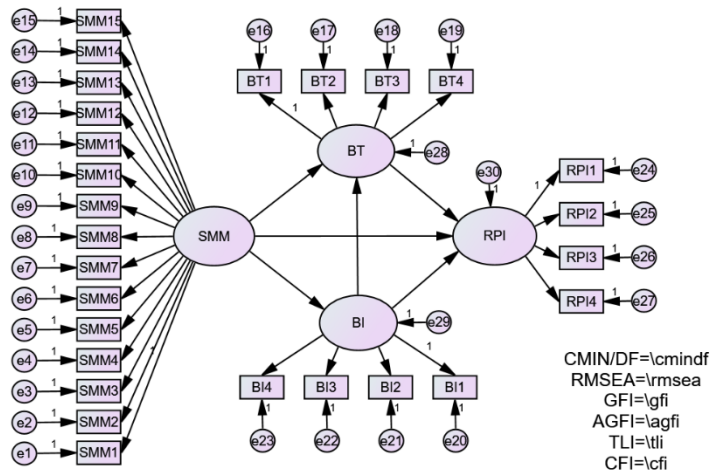 e15 1 SMM15
e14 1 SMM14
e13 1 SMM13
e12 1 SMM12
e11 1 SMM11
e10 1 SMM10
e9 1 SMM9
e8 1 SMM8
e7 1 SMM7
e6 1 SMM6
e5 1 SMM5
e4 1 SMM4
e3 1 SMM3
1
e2 1 SMM2
e1 1 SMM1
SMM
e16 e17 e18 e19
1 1 1 1
BT1 BT2 BT3 BT4
1
BT 1 e28
e30
1
RPI
1
RPI1 1 e24
RPI2 1 e25
RPI3 1 e26
RPI4 1 e27
BI 1 e29
1
BI4 BI3 BI2 BI1
1 1 1 1
e23 e22 e21 e20
CMIN/DF=\cmindf
RMSEA=\rmsea
GFI=\gfi
AGFI=\agfi
TLI=\tli
CFI=\cfi